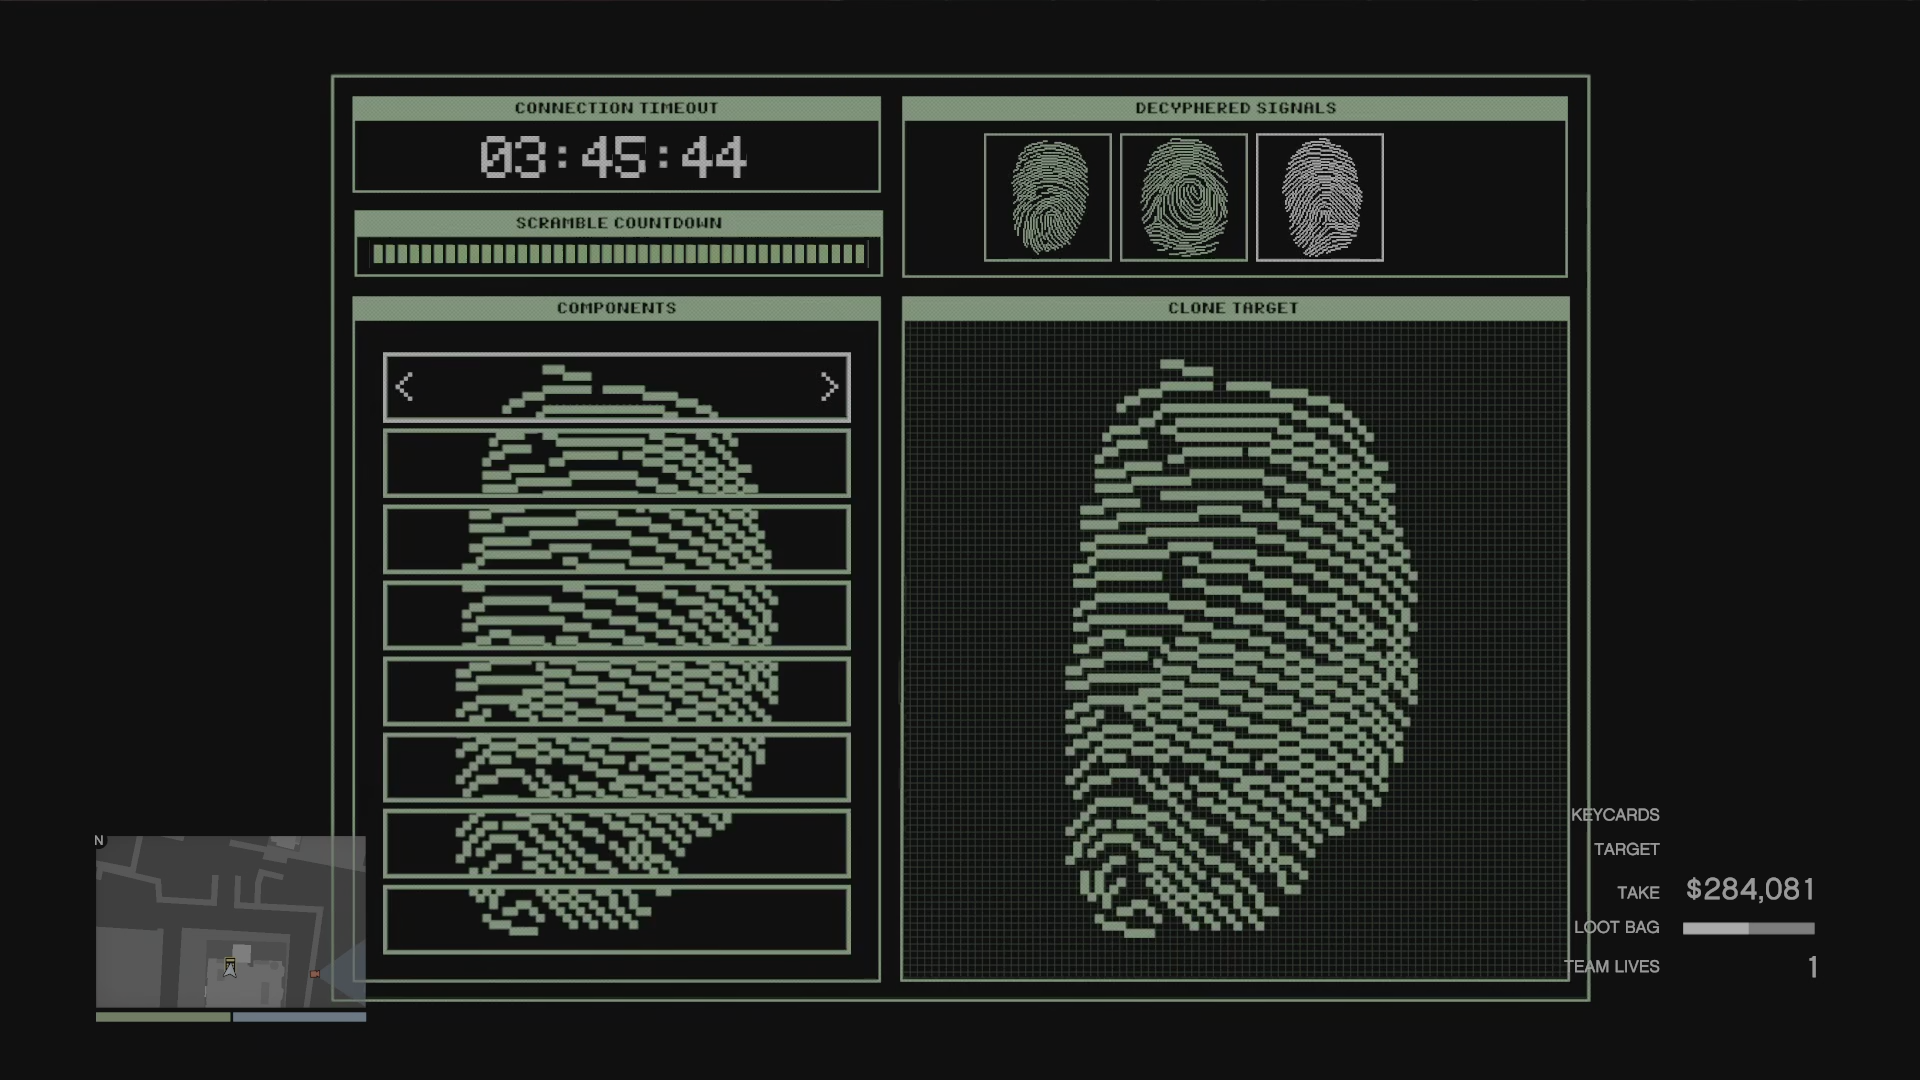 CONNECTION TIMEOUT
03:45:44
DECYPHERED SIGNALS
SCRAMBLE COUNTDOWN
COMPONENTS
CLONE TARGET
N
KEYCARDS
TARGET
TAKE $284,081
LOOT BAG
TEAM LIVES 1